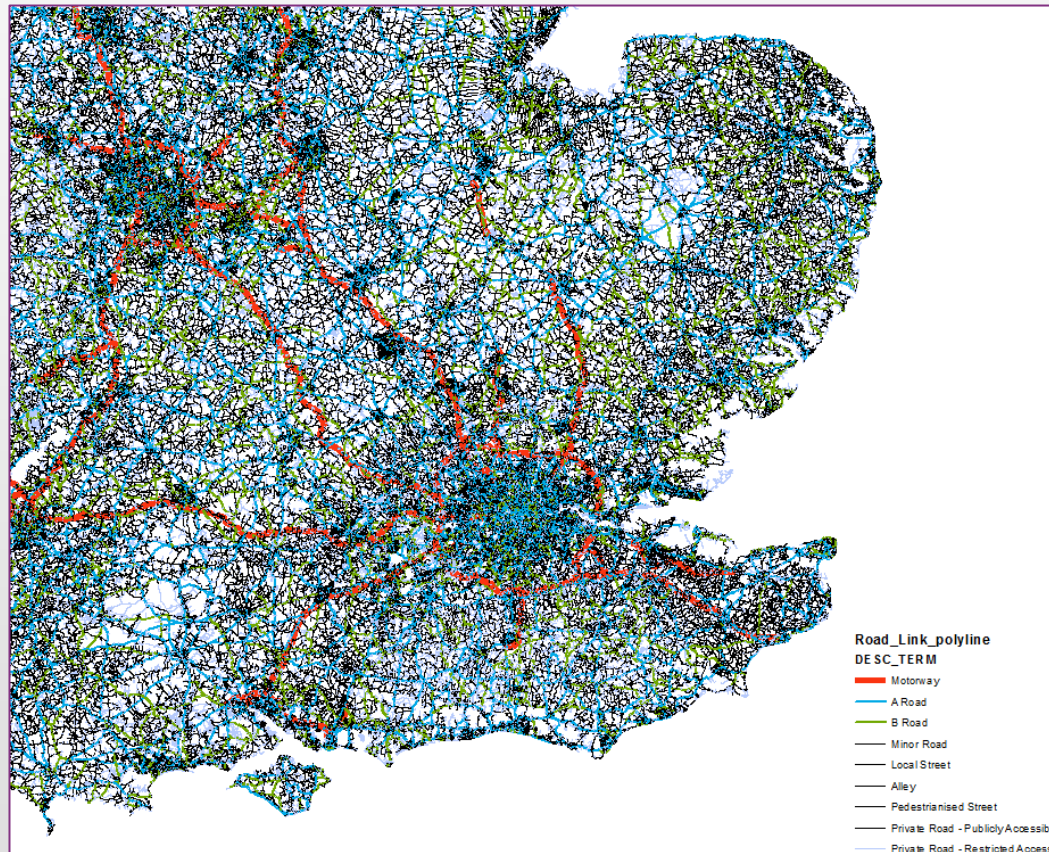 Road_Link_polyline
DESC_TERM
Motorway
A Road
B Road
Minor Road
Local Street
Alley
Pedestrianised Street
Private Road - Publicly Accessib
Private Road - Restricted Access